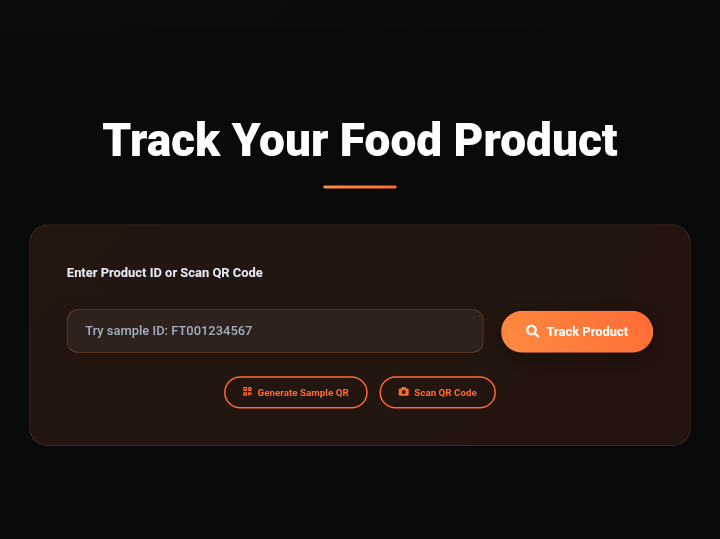 Track Your Food Product
Enter Product ID or Scan QR Code
Try sample ID: FT001234567
Track Product
Generate Sample QR
Scan QR Code